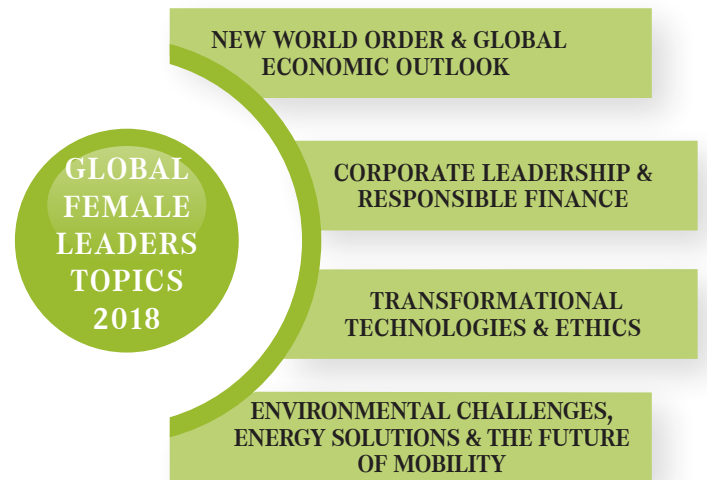 GLOBAL
FEMALE
LEADERS
TOPICS
2018
NEW WORLD ORDER & GLOBAL
ECONOMIC OUTLOOK
CORPORATE LEADERSHIP &
RESPONSIBLE FINANCE
TRANSFORMATIONAL
TECHNOLOGIES & ETHICS
ENVIRONMENTAL CHALLENGES,
ENERGY SOLUTIONS & THE FUTURE
OF MOBILITY